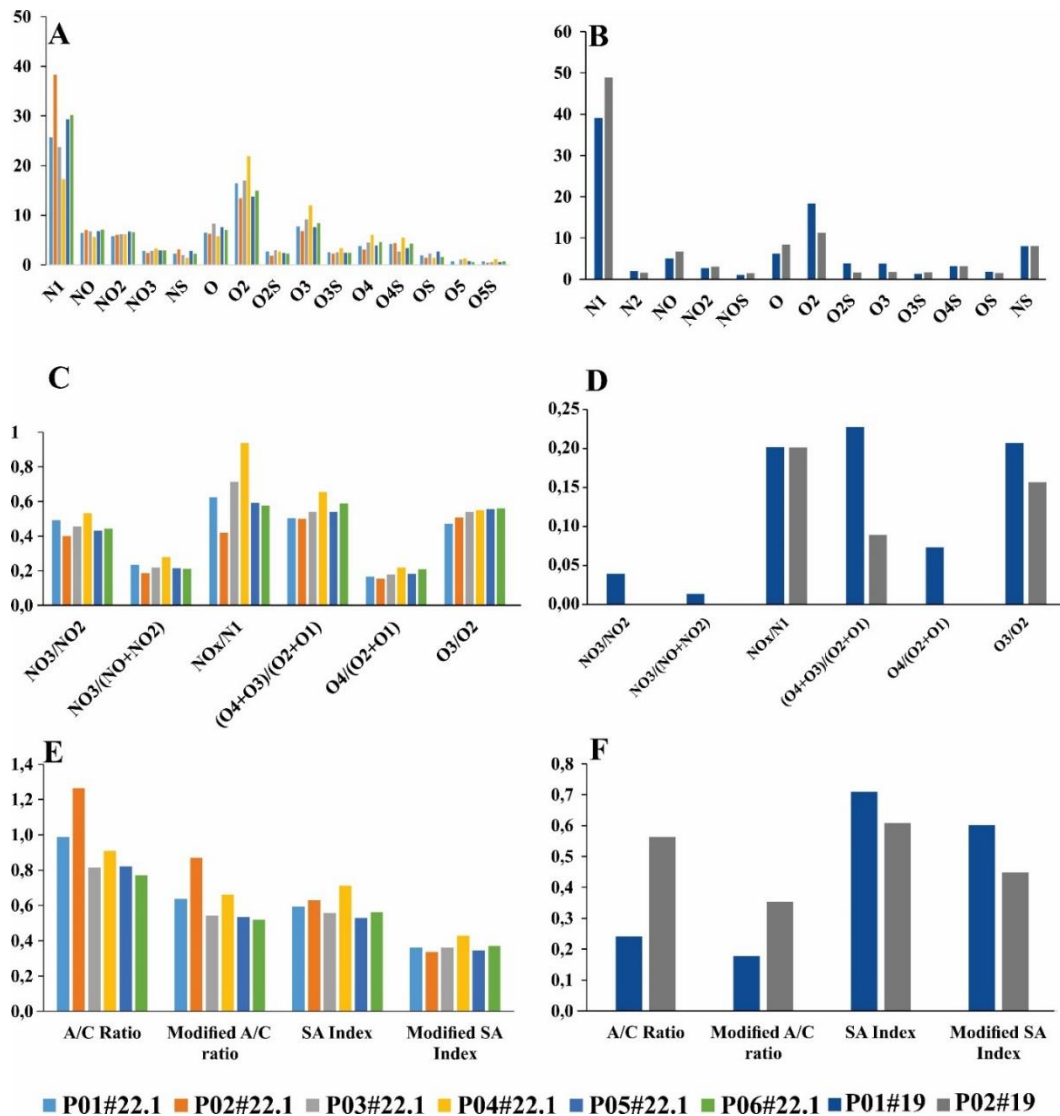 A
50
40
30
20
10
0
N1 NO NO2 NO3 NS O O2 O2S O3 O3S O4 O4S OS O5 O5S
B
60
50
40
30
20
10
0
N1 N2 NO NO2 NOS O O2 O2S O3 O3S O4S OS NS
C
1
0,8
0,6
0,4
0,2
0,0
NO3/NO2 NO3/(NO+NO2) NOx/N1 (O4+O3)/(O2+O1) O4/(O2+O1) O3/O2
D
0,25
0,20
0,15
0,10
0,05
0,00
NO3/NO2 NO3/(NO+NO2) NOx/N1 (O4+O3)/(O2+O1) O4/(O2+O1) O3/O2
E
1,4
1,2
1,0
0,8
0,6
0,4
0,2
0,0
A/C Ratio Modified A/C SA Index Modified SA
ratio Index
F
0,8
0,7
0,6
0,5
0,4
0,3
0,2
0,1
0,0
A/C Ratio Modified A/C SA Index Modified SA
ratio Index
P01#22.1 P02#22.1 P03#22.1 P04#22.1 P05#22.1 P06#22.1 P01#19 P02#19